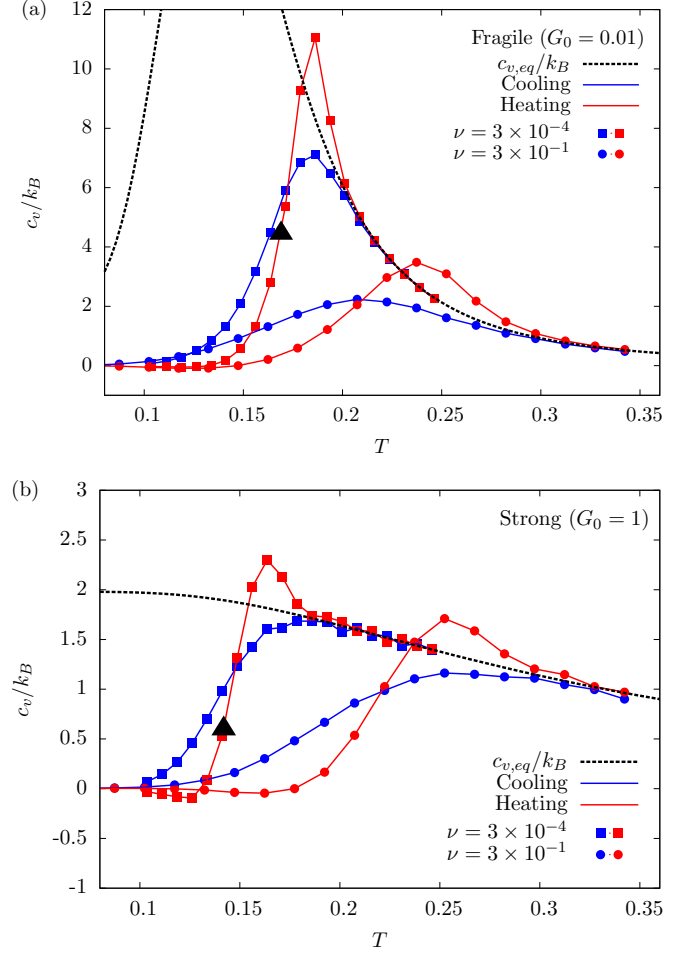 (a)
12
10
8
6
4
2
0
c_v/k_B
Fragile (G_0 = 0.01)
c_{v,eq}/k_B
Cooling
Heating
ν = 3 × 10^{-4}
ν = 3 × 10^{-1}
0.1 0.15 0.2 0.25 0.3 0.35
T
(b)
3
2.5
2
1.5
1
0.5
0
-0.5
-1
c_v/k_B
Strong (G_0 = 1)
c_{v,eq}/k_B
Cooling
Heating
ν = 3 × 10^{-4}
ν = 3 × 10^{-1}
0.1 0.15 0.2 0.25 0.3 0.35
T